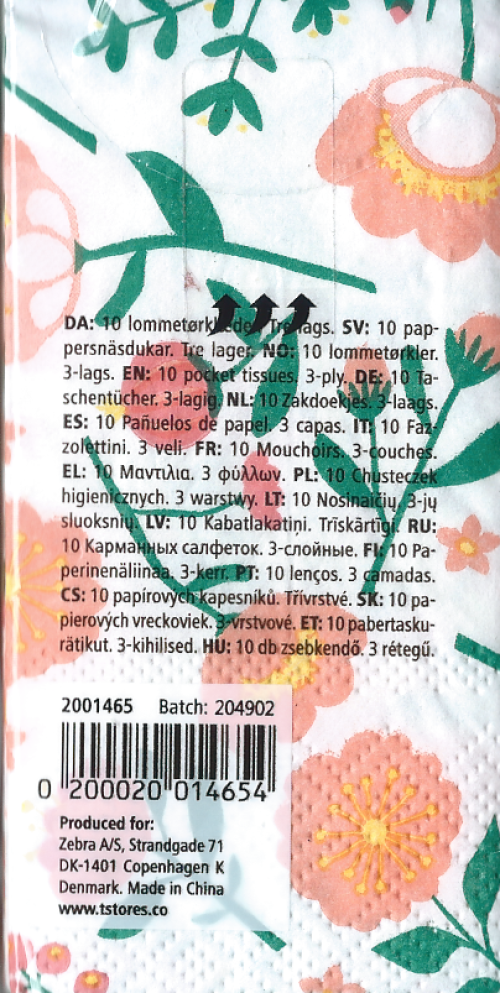 DA: 10 lommetørklæder. Tre lags. SV: 10 pap-
persnäsdukar. Tre lager. NO: 10 lommetørkler.
3-lags. EN: 10 pocket tissues. 3-ply. DE: 10 Ta-
schentücher. 3-lagig. NL: 10 Zakdoekjes. 3-laags.
ES: 10 Pañuelos de papel. 3 capas. IT: 10 Faz-
zolettini. 3 veli. FR: 10 Mouchoirs. 3-couches.
EL: 10 Μαντιλια. 3 φύλλων. PL: 10 Chusteczek
higienicznych. 3 warstwy. LT: 10 Nosinaičių. 3-jų
sluoksnių. LV: 10 Kabatlakatiņi. Trīskārtīgi. RU:
10 Карманных салфеток. 3-слойные. FI: 10 Pa-
perinenäliinaa. 3-kerr. PT: 10 lenços. 3 camadas.
CS: 10 papírových kapesníků. Třívrstvé. SK: 10 pa-
pierových vreckoviek. 3-vrstvové. ET: 10 pabertasku-
rätikut. 3-kihilised. HU: 10 db zsebkendő. 3 rétegű.
2001465 Batch: 204902
0 200020 014654
Produced for:
Zebra A/S, Strandgade 71
DK-1401 Copenhagen K
Denmark. Made in China
www.tstores.co